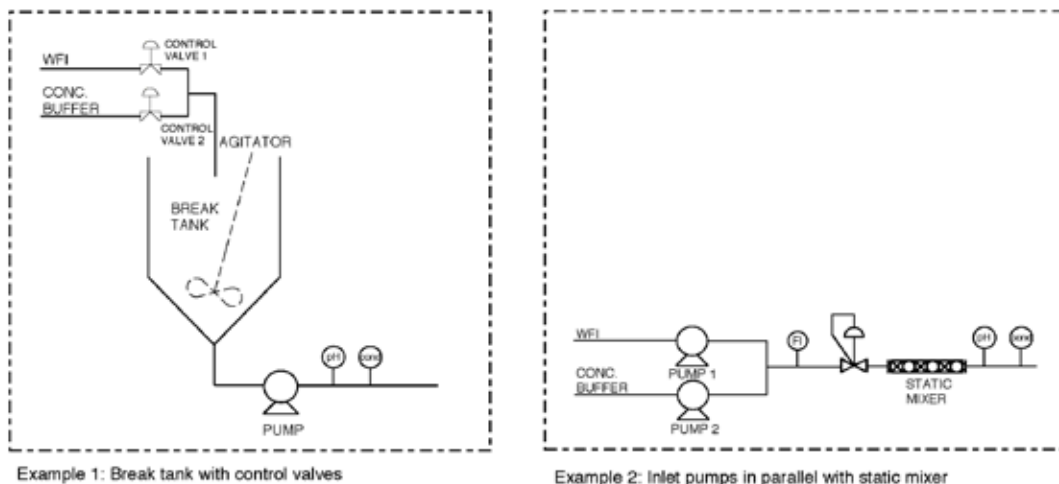 CONTROL
VALVE 1
WFI
CONC.
BUFFER
CONTROL
VALVE 2
AGITATOR
BREAK
TANK
pH
cond
PUMP
Example 1: Break tank with control valves
WFI
PUMP 1
CONC.
BUFFER
PUMP 2
FI
STATIC
MIXER
pH
cond
Example 2: Inlet pumps in parallel with static mixer